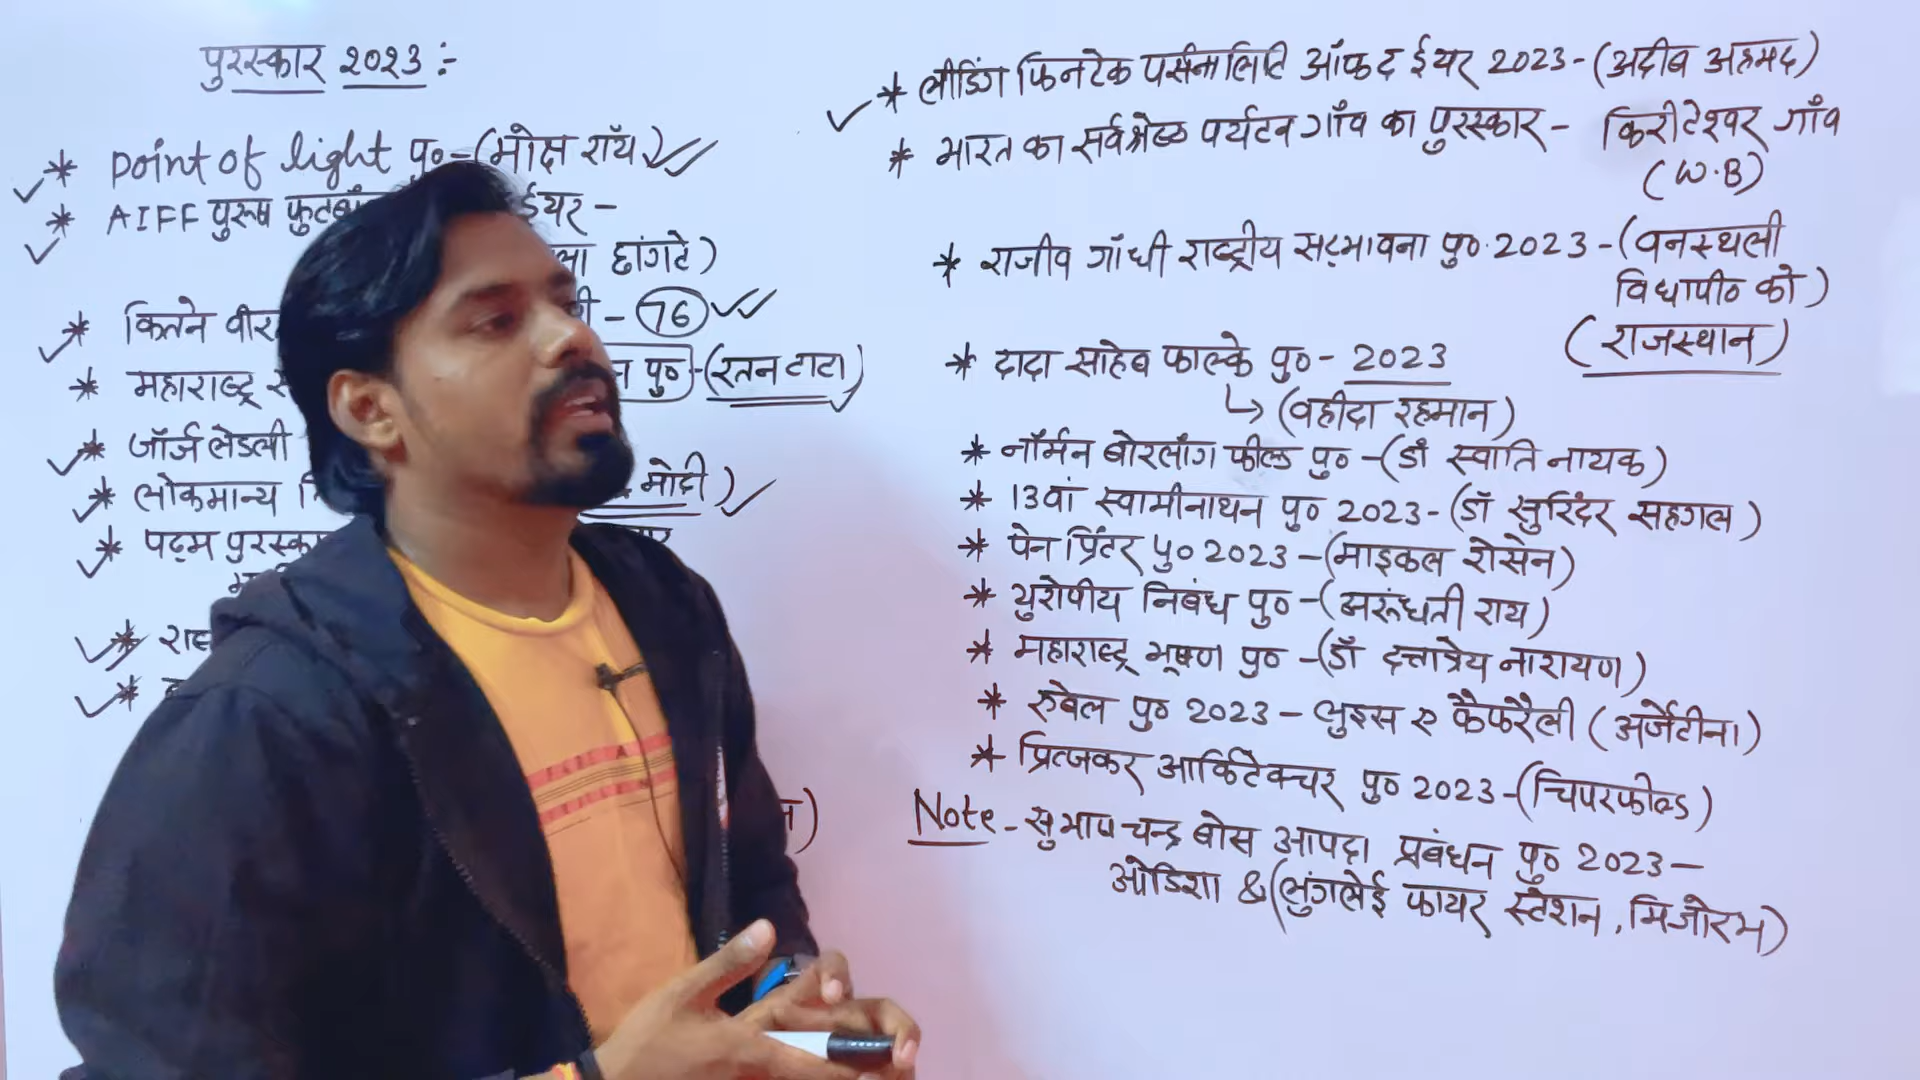 पुरस्कार २०२३ :-
* Point of light पु०-(मोक्ष रॉय)
* AIFF पुरूष ईयर -
छांगटे)
* कितने वीर - 76
* महाराष्ट्र पु०-(रतन टाटा)
* जॉर्ज लेडली
* लोकमान्य मोदी)
* पद्म
* लीडिंग फिनटेक पर्सनालिटि ऑफ द ईयर 2023-(अदीब अहमद)
* भारत का सर्वश्रेष्ठ पर्यटन गाँव का पुरस्कार- किरीटेश्वर गाँव
(W.B)
* राजीव गाँधी राष्ट्रीय सद्भावना पु०.2023-(वनस्थली
विद्यापीठ को)
(राजस्थान)
* दादा साहेब फाल्के पु०- 2023
↳ (वहीदा रहमान)
* नॉर्मन बोरलॉग फील्ड पु० -(डॉ स्वाति नायक)
* 13वां स्वामीनाथन पु० 2023-(डॉ सुरिंदर सहगल)
* पेन प्रिंटर पु० 2023-(माइकल रोसेन)
* युरोपीय निबंध पु० -(अरूंधती राय)
* महाराष्ट्र भूषण पु० -(डॉ दत्तात्रेय नारायण)
* एबेल पु० 2023- लुइस ए कैफरैली (अर्जेटीना)
* प्रित्जकर आर्किटेक्चर पु० 2023-(चिपरफील्ड)
Note - सुभाष चन्द्र बोस आपदा प्रबंधन पु० 2023-
ओडिशा & (लुंगलेई फायर स्टेशन, मिजोरम)